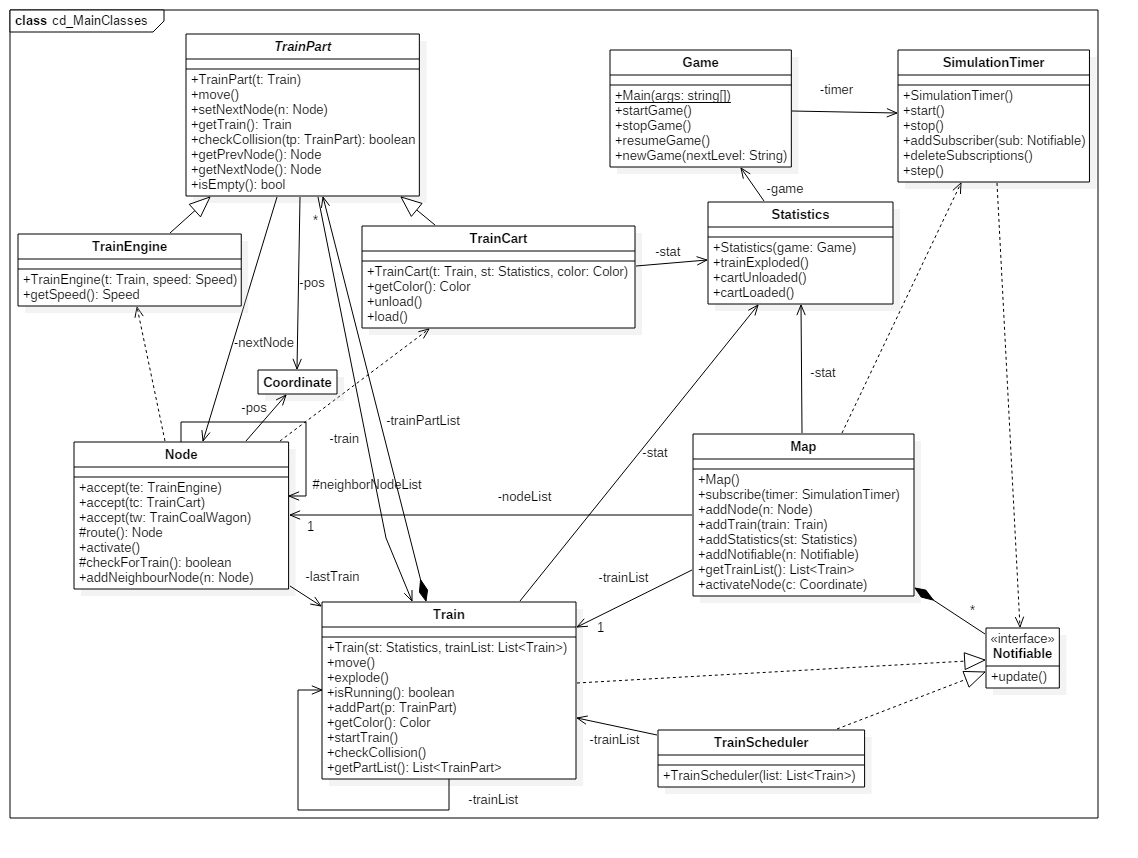 class cd_MainClasses
TrainPart
+TrainPart(t: Train)
+move()
+setNextNode(n: Node)
+getTrain(): Train
+checkCollision(tp: TrainPart): boolean
+getPrevNode(): Node
+getNextNode(): Node
+isEmpty(): bool
Game
+Main(args: string[])
+startGame()
+stopGame()
+resumeGame()
+newGame(nextLevel: String)
-timer
SimulationTimer
+SimulationTimer()
+start()
+stop()
+addSubscriber(sub: Notifiable)
+deleteSubscriptions()
+step()
-game
*
TrainEngine
+TrainEngine(t: Train, speed: Speed)
+getSpeed(): Speed
-pos
TrainCart
+TrainCart(t: Train, st: Statistics, color: Color)
+getColor(): Color
+unload()
+load()
-stat
Statistics
+Statistics(game: Game)
+trainExploded()
+cartUnloaded()
+cartLoaded()
-nextNode
Coordinate
-pos
-stat
-trainPartList
-train
-stat
Node
+accept(te: TrainEngine)
+accept(tc: TrainCart)
+accept(tw: TrainCoalWagon)
#route(): Node
+activate()
#checkForTrain(): boolean
+addNeighbourNode(n: Node)
#neighborNodeList
-nodeList
1
Map
+Map()
+subscribe(timer: SimulationTimer)
+addNode(n: Node)
+addTrain(train: Train)
+addStatistics(st: Statistics)
+addNotifiable(n: Notifiable)
+getTrainList(): List<Train>
+activateNode(c: Coordinate)
-lastTrain
-trainList
1
*
Train
+Train(st: Statistics, trainList: List<Train>)
+move()
+explode()
+isRunning(): boolean
+addPart(p: TrainPart)
+getColor(): Color
+startTrain()
+checkCollision()
+getPartList(): List<TrainPart>
«interface»
Notifiable
+update()
-trainList
TrainScheduler
+TrainScheduler(list: List<Train>)
-trainList